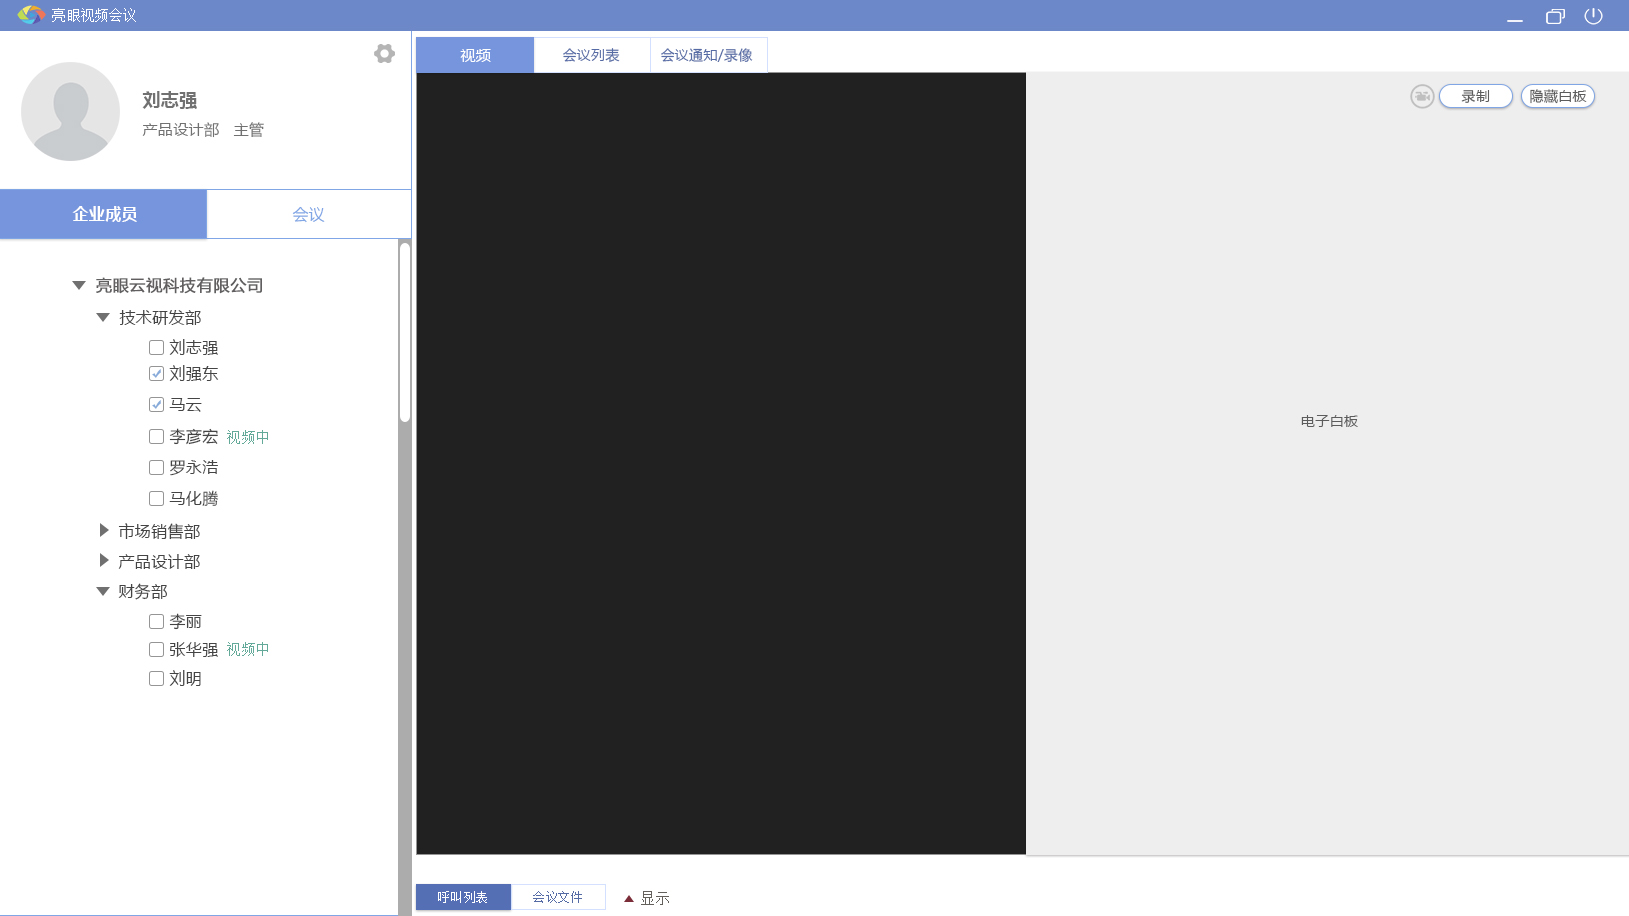 亮眼视频会议
刘志强
产品设计部 主管
企业成员 会议
亮眼云视科技有限公司
技术研发部
刘志强
刘强东
马云
李彦宏 视频中
罗永浩
马化腾
市场销售部
产品设计部
财务部
李丽
张华强 视频中
刘明
视频 会议列表 会议通知/录像
录制 隐藏白板
电子白板
呼叫列表 会议文件 显示